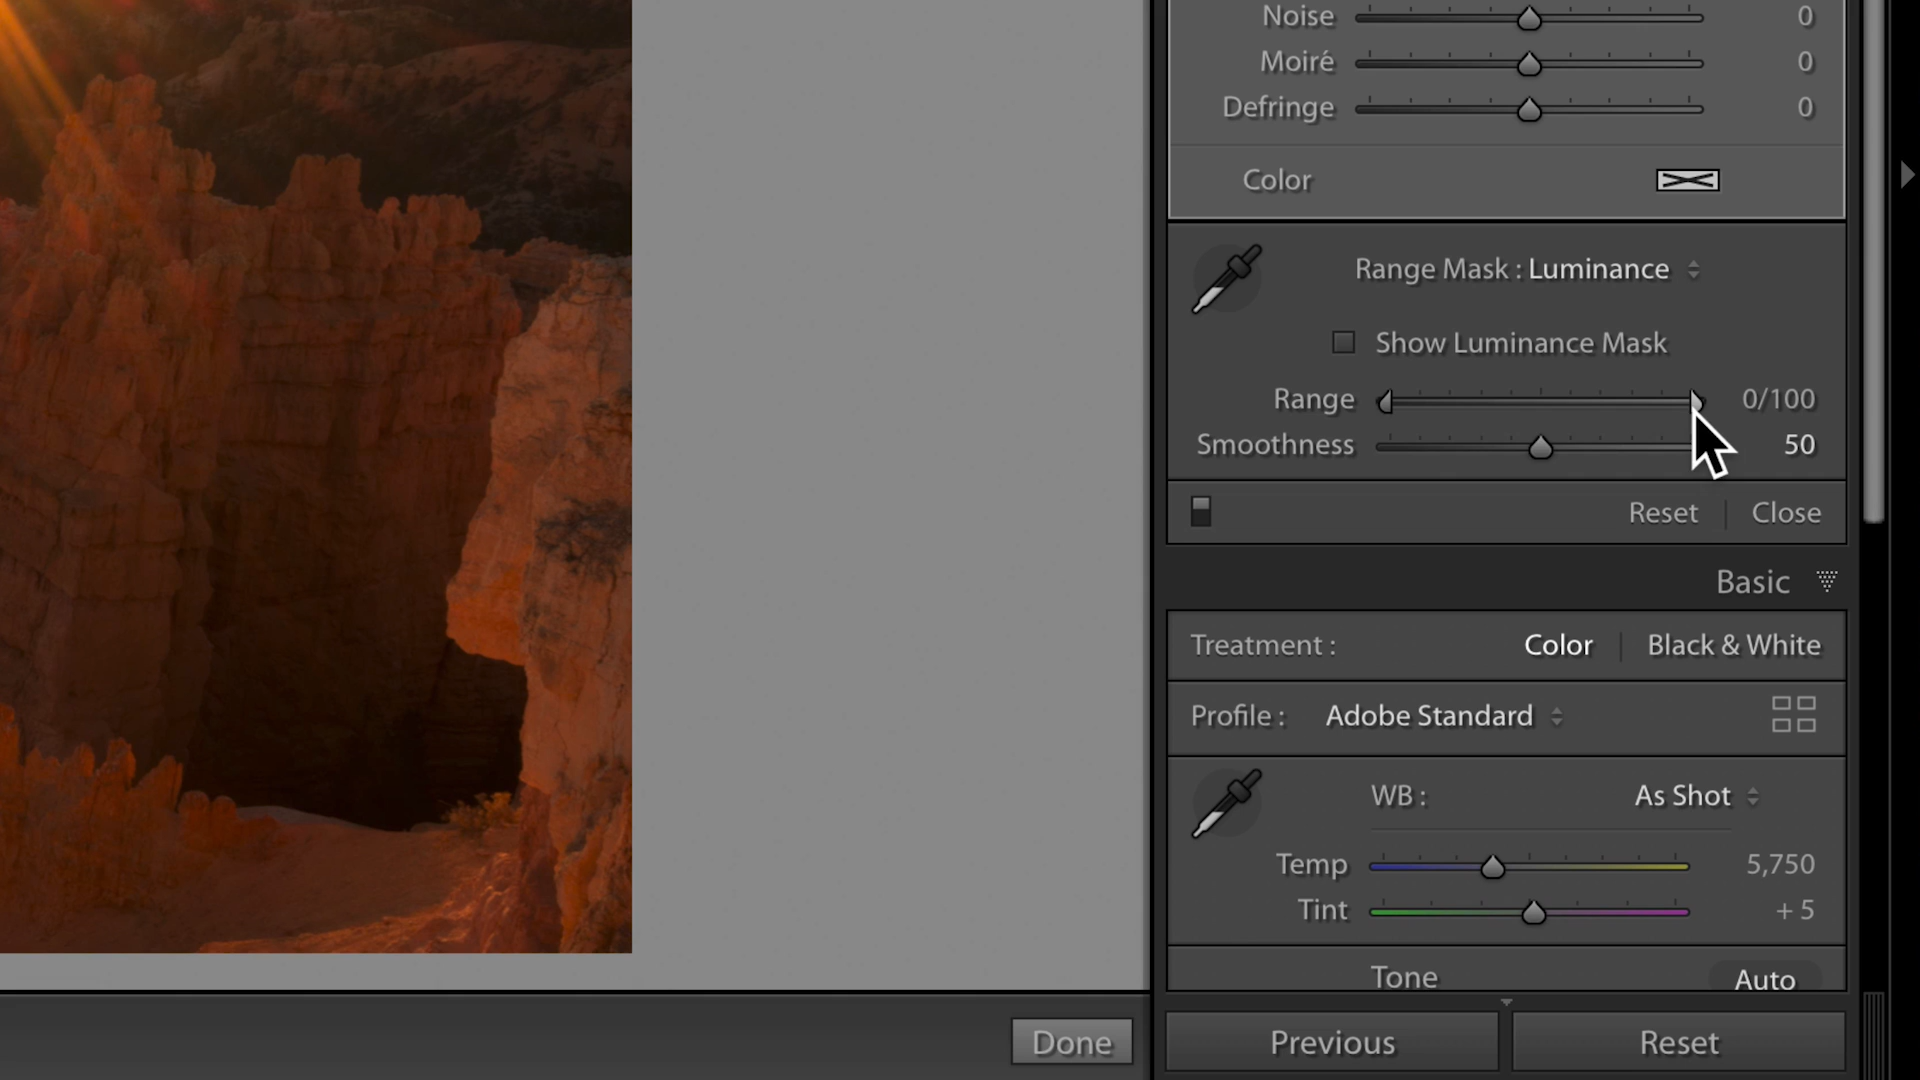 Noise 0
Moiré 0
Defringe 0
Color
Range Mask : Luminance
Show Luminance Mask
Range 0/100
Smoothness 50
Reset | Close
Basic
Treatment : Color | Black & White
Profile : Adobe Standard
WB : As Shot
Temp 5,750
Tint + 5
Tone Auto
Done Previous Reset